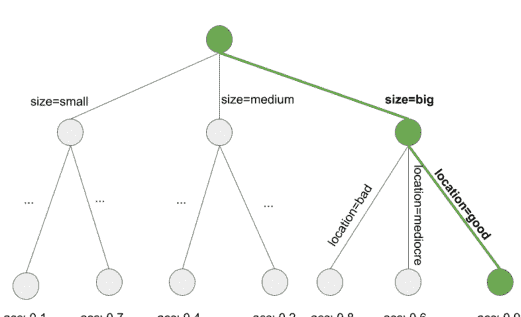 size=small
size=medium
size=big
...
...
...
...
location=bad
location=mediocre
location=good